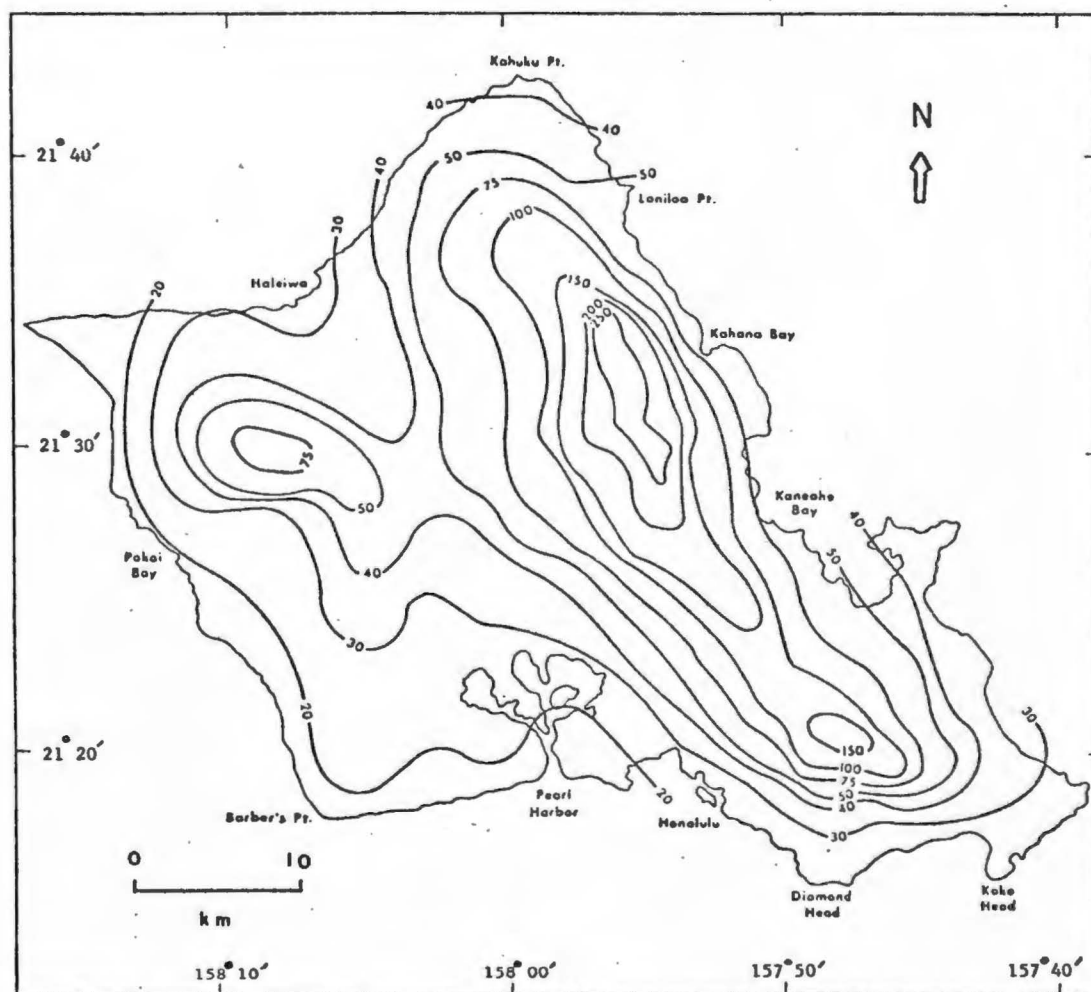 Kahuku Pt.
40
40
N
21° 40'
40
50
50
75
Laniloa Pt.
100
30
20
Haleiwa
150
200
250
Kahana Bay
21° 30'
75
Kaneohe
Bay
50
40
50
Pokai
Bay
40
30
20
30
21° 20'
150
100
75
50
40
20
30
Barber's Pt.
Pearl
Harbor
Honolulu
0 10
km
Diamond
Head
Koko
Head
158° 10' 158° 00' 157° 50' 157° 40'